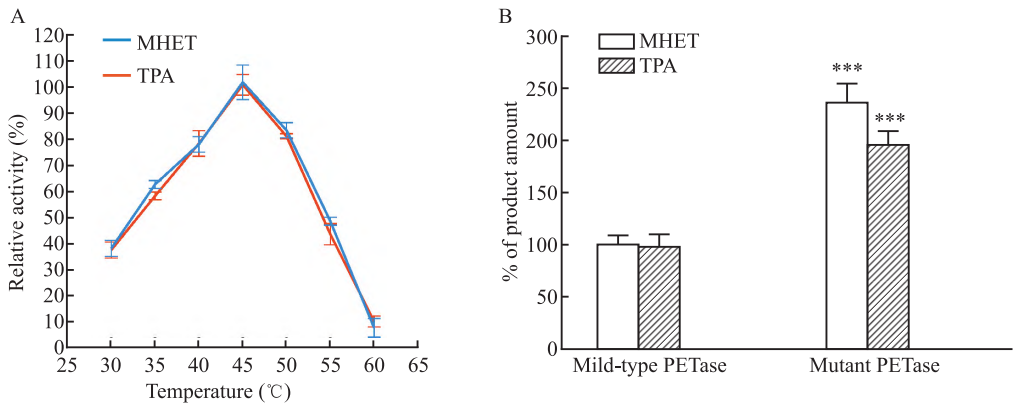 A
MHET
TPA
Relative activity (%)
120
110
100
90
80
70
60
50
40
30
20
10
0
25 30 35 40 45 50 55 60 65
Temperature (℃)
B
MHET
TPA
% of product amount
300
250
200
150
100
50
0
***
***
Mild-type PETase Mutant PETase